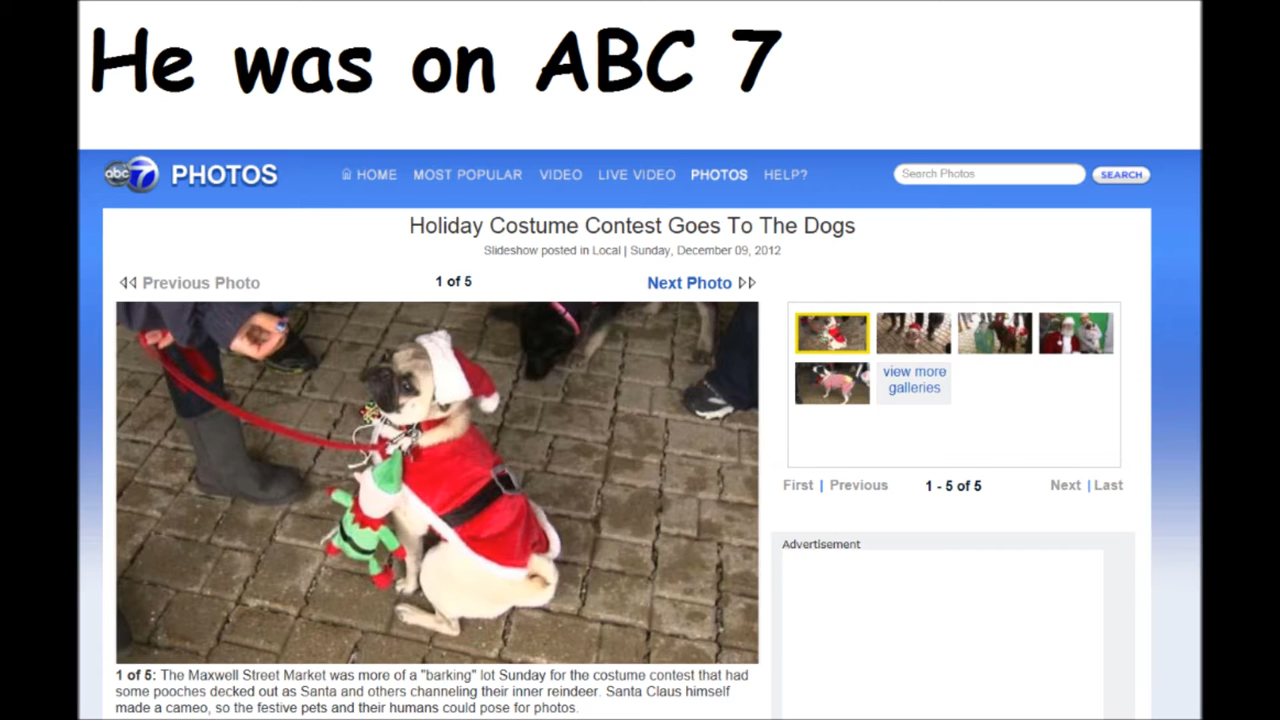 He was on ABC 7
abc 7 PHOTOS HOME MOST POPULAR VIDEO LIVE VIDEO PHOTOS HELP? Search Photos SEARCH
Holiday Costume Contest Goes To The Dogs
Slideshow posted in Local | Sunday, December 09, 2012
Previous Photo 1 of 5 Next Photo
view more
galleries
First | Previous 1 - 5 of 5 Next | Last
Advertisement
1 of 5: The Maxwell Street Market was more of a "barking" lot Sunday for the costume contest that had
some pooches decked out as Santa and others channeling their inner reindeer. Santa Claus himself
made a cameo, so the festive pets and their humans could pose for photos.